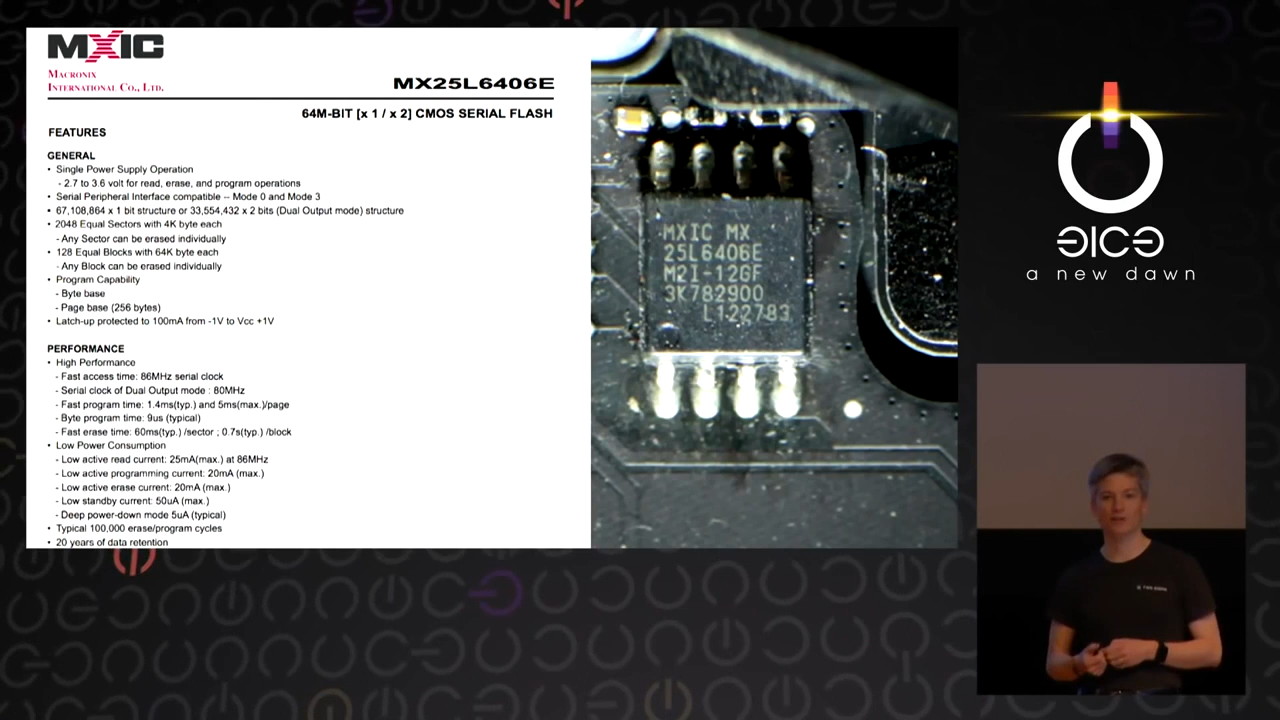 MXIC
MACRONIX
INTERNATIONAL CO., LTD.
MX25L6406E
64M-BIT [x 1 / x 2] CMOS SERIAL FLASH
FEATURES
GENERAL
• Single Power Supply Operation
- 2.7 to 3.6 volt for read, erase, and program operations
• Serial Peripheral Interface compatible -- Mode 0 and Mode 3
• 67,108,864 x 1 bit structure or 33,554,432 x 2 bits (Dual Output mode) structure
• 2048 Equal Sectors with 4K byte each
- Any Sector can be erased individually
• 128 Equal Blocks with 64K byte each
- Any Block can be erased individually
• Program Capability
- Byte base
- Page base (256 bytes)
• Latch-up protected to 100mA from -1V to Vcc +1V
PERFORMANCE
• High Performance
- Fast access time: 86MHz serial clock
- Serial clock of Dual Output mode : 80MHz
- Fast program time: 1.4ms(typ.) and 5ms(max.)/page
- Byte program time: 9us (typical)
- Fast erase time: 60ms(typ.) /sector ; 0.7s(typ.) /block
• Low Power Consumption
- Low active read current: 25mA(max.) at 86MHz
- Low active programming current: 20mA (max.)
- Low active erase current: 20mA (max.)
- Low standby current: 50uA (max.)
- Deep power-down mode 5uA (typical)
• Typical 100,000 erase/program cycles
• 20 years of data retention
MXIC MX
25L6406E
M2I-12GF
3K782900
L122783
a new dawn